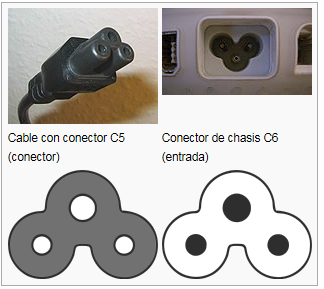 Cable con conector C5
(conector)
Conector de chasis C6
(entrada)